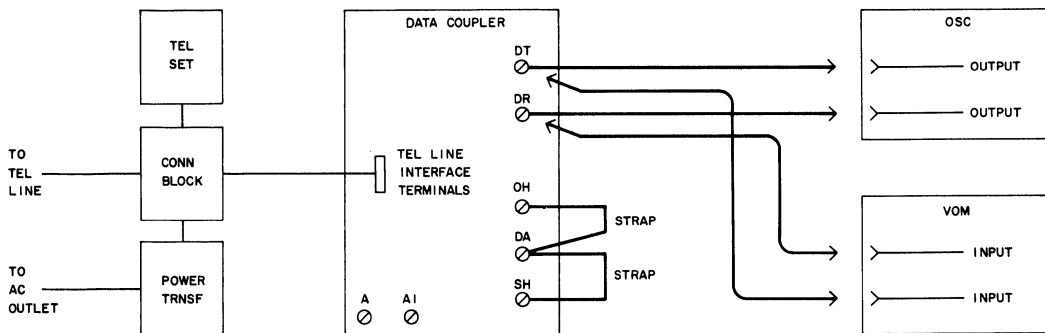 DATA COUPLER
OSC
TEL
SET
DT
OUTPUT
DR
OUTPUT
TO
TEL
LINE
CONN
BLOCK
TEL LINE
INTERFACE
TERMINALS
OH
STRAP
VOM
DA
INPUT
STRAP
TO
AC
OUTLET
POWER
TRNSF
SH
INPUT
A
A1